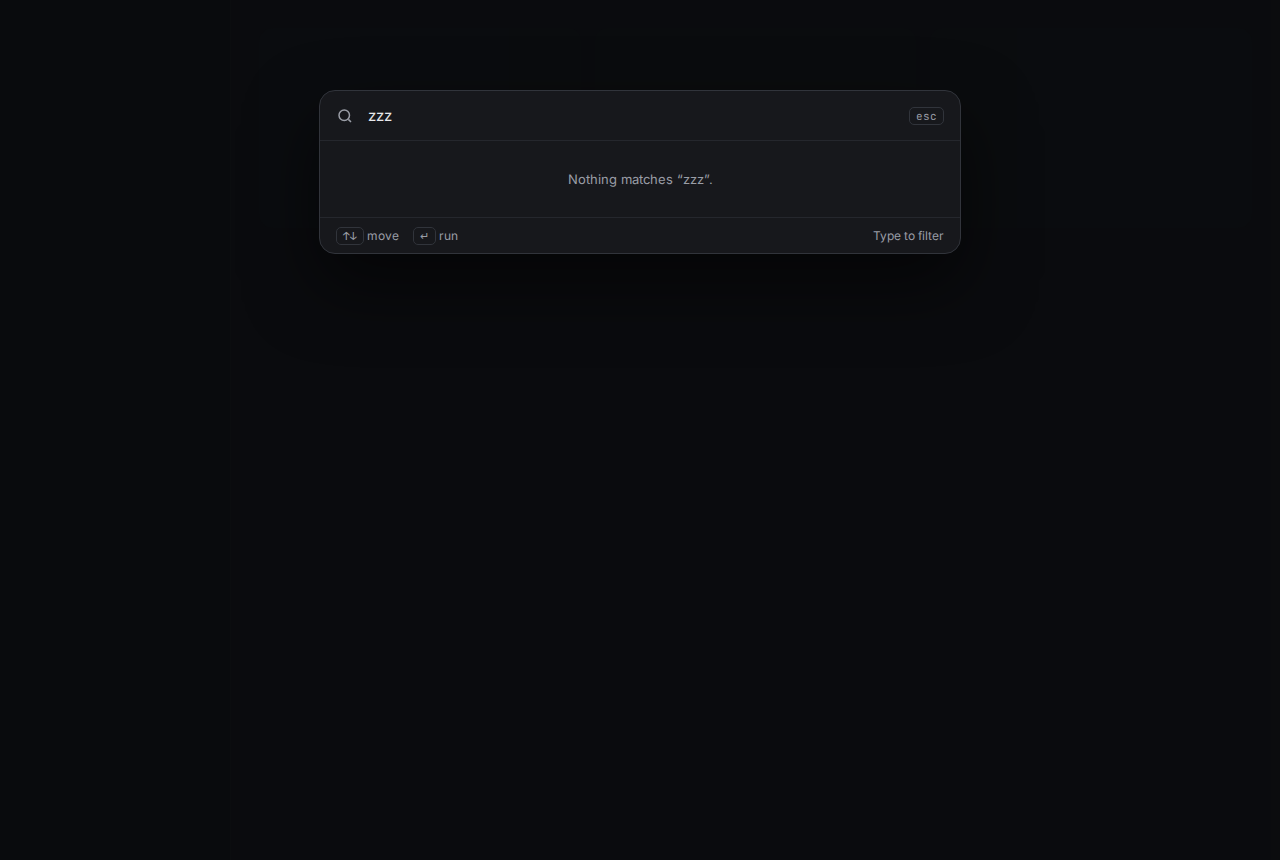 zzz esc
Nothing matches “zzz”.
↑↓ move ↵ run Type to filter